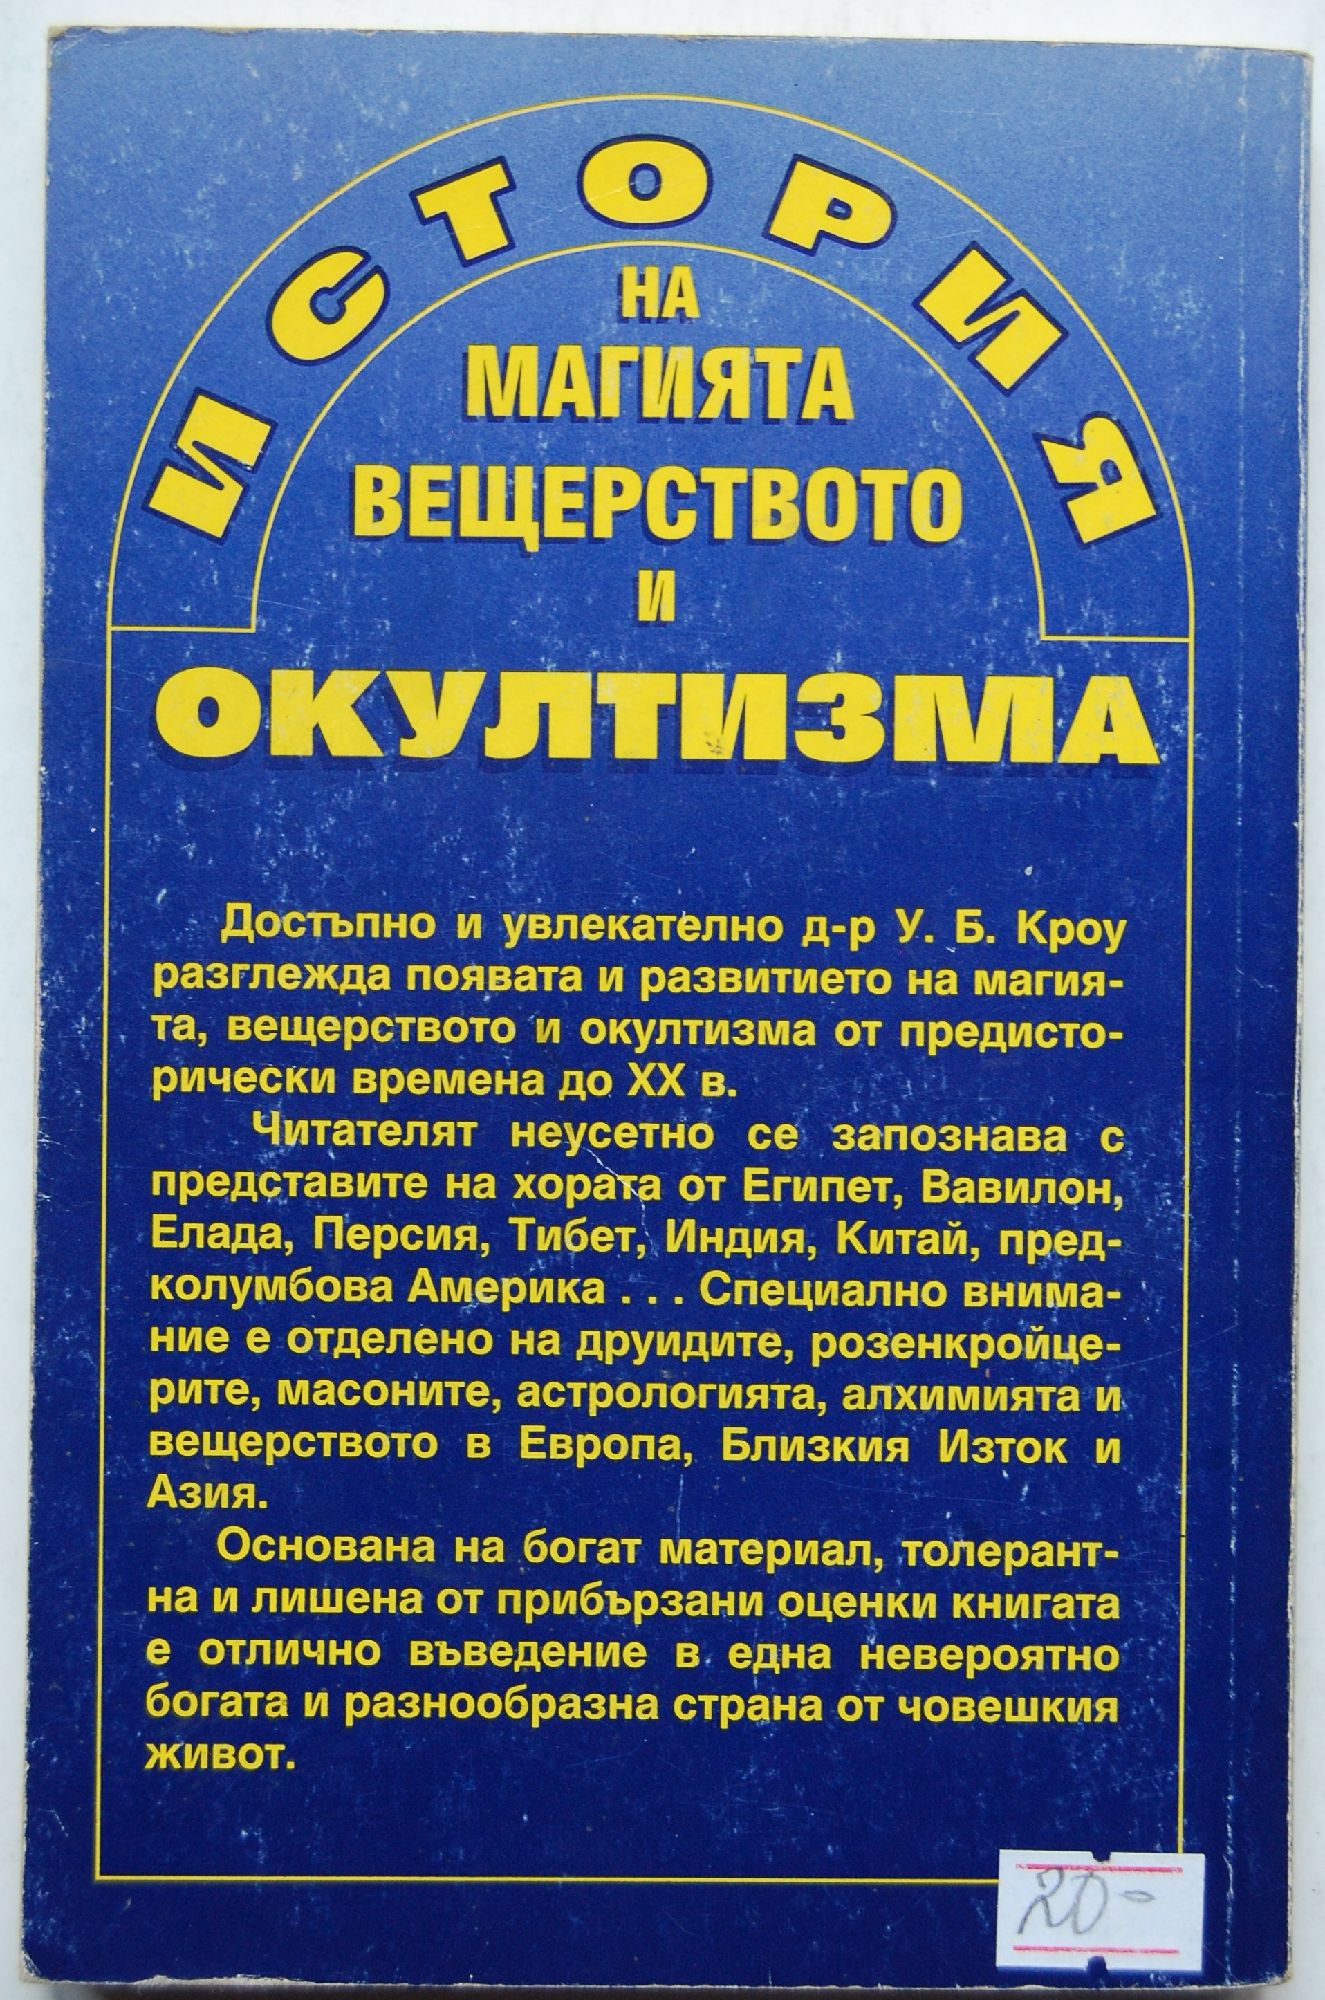 ИСТОРИЯ
НА
МАГИЯТА
ВЕЩЕРСТВОТО
И
ОКУЛТИЗМА
Достъпно и увлекателно д-р У. Б. Кроу
разглежда появата и развитието на магия-
та, вещерството и окултизма от предисто-
рически времена до XX в.
Читателят неусетно се запознава с
представите на хората от Египет, Вавилон,
Елада, Персия, Тибет, Индия, Китай, пред-
колумбова Америка . . . Специално внима-
ние е отделено на друидите, розенкройце-
рите, масоните, астрологията, алхимията и
вещерството в Европа, Близкия Изток и
Азия.
Основана на богат материал, толерант-
на и лишена от прибързани оценки книгата
е отлично въведение в една невероятно
богата и разнообразна страна от човешкия
живот.
20-